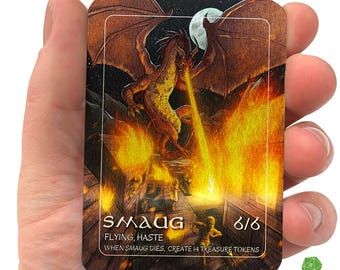 SMAUG 6/6
FLYING, HASTE
WHEN SMAUG DIES, CREATE 14 TREASURE TOKENS